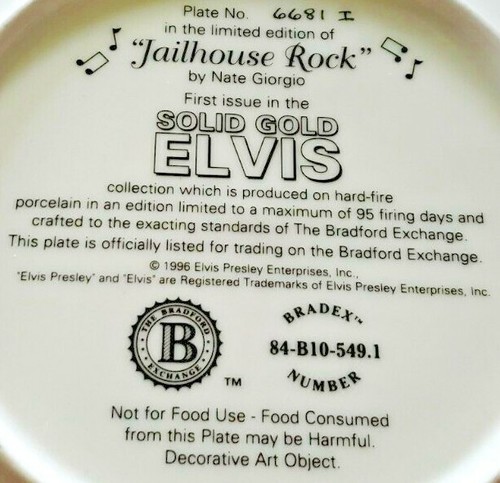 Plate No. 6681 I
in the limited edition of
"Jailhouse Rock"
by Nate Giorgio
First issue in the
SOLID GOLD
ELVIS
collection which is produced on hard-fire
porcelain in an edition limited to a maximum of 95 firing days and
crafted to the exacting standards of The Bradford Exchange.
This plate is officially listed for trading on the Bradford Exchange.
© 1996 Elvis Presley Enterprises, Inc.,
"Elvis Presley" and "Elvis" are Registered Trademarks of Elvis Presley Enterprises, Inc.
THE BRADFORD
B
EXCHANGE
TM
BRADEX™
84-B10-549.1
NUMBER
Not for Food Use - Food Consumed
from this Plate may be Harmful.
Decorative Art Object.